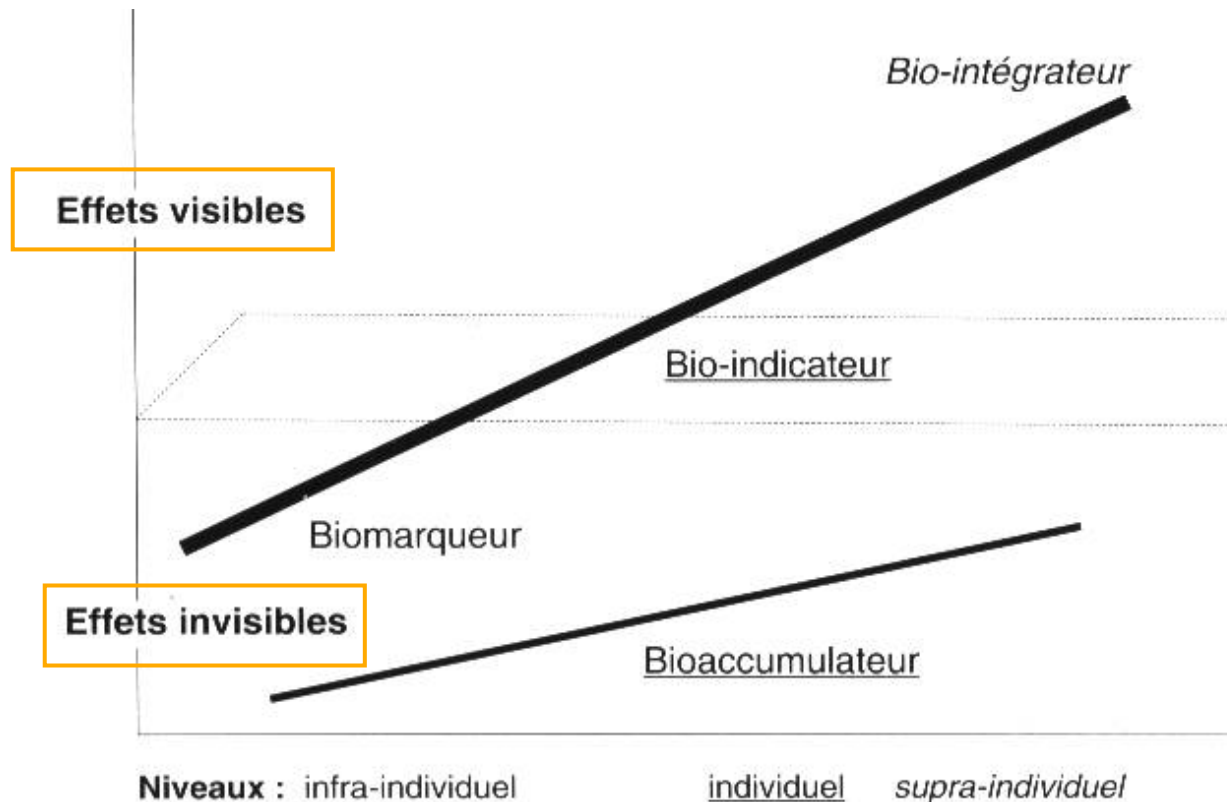 Bio-intégrateur
Effets visibles
Bio-indicateur
Biomarqueur
Effets invisibles
Bioaccumulateur
Niveaux : infra-individuel individuel supra-individuel